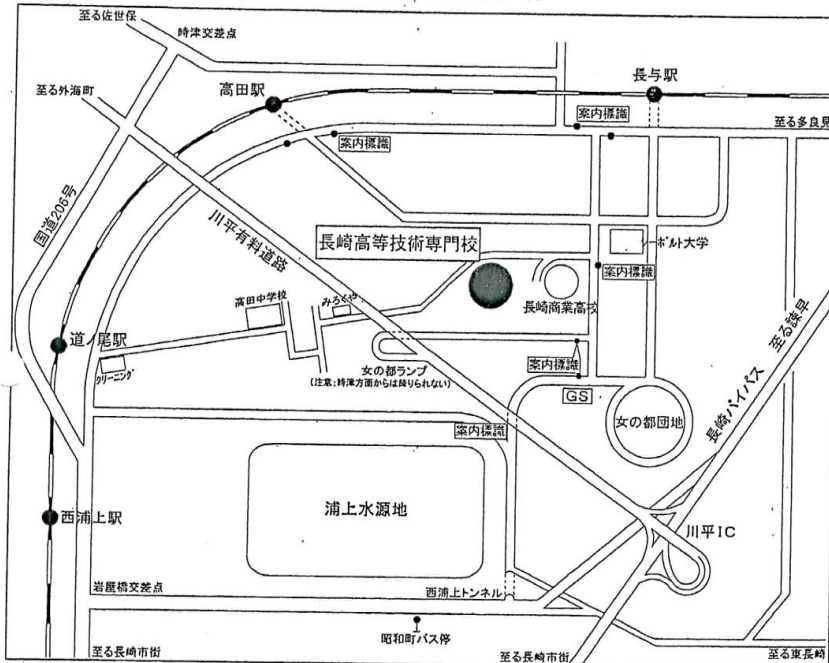 至る佐世保
時津交差点
至る外海町
高田駅
長与駅
案内標識
案内標識
至る多良見
国道206号
川平有料道路
長崎高等技術専門校
ーボルト大学
案内標識
高田中学校
みろくや
長崎商業高校
至る諫早
道ノ尾駅
クリーニング
女の都ランプ
(注意;時津方面からは降りられない)
案内標識
GS
女の都団地
長崎バイパス
案内標識
浦上水源地
西浦上駅
川平IC
岩屋橋交差点
西浦上トンネル
昭和町バス停
至る長崎市街
至る長崎市街
至る東長崎